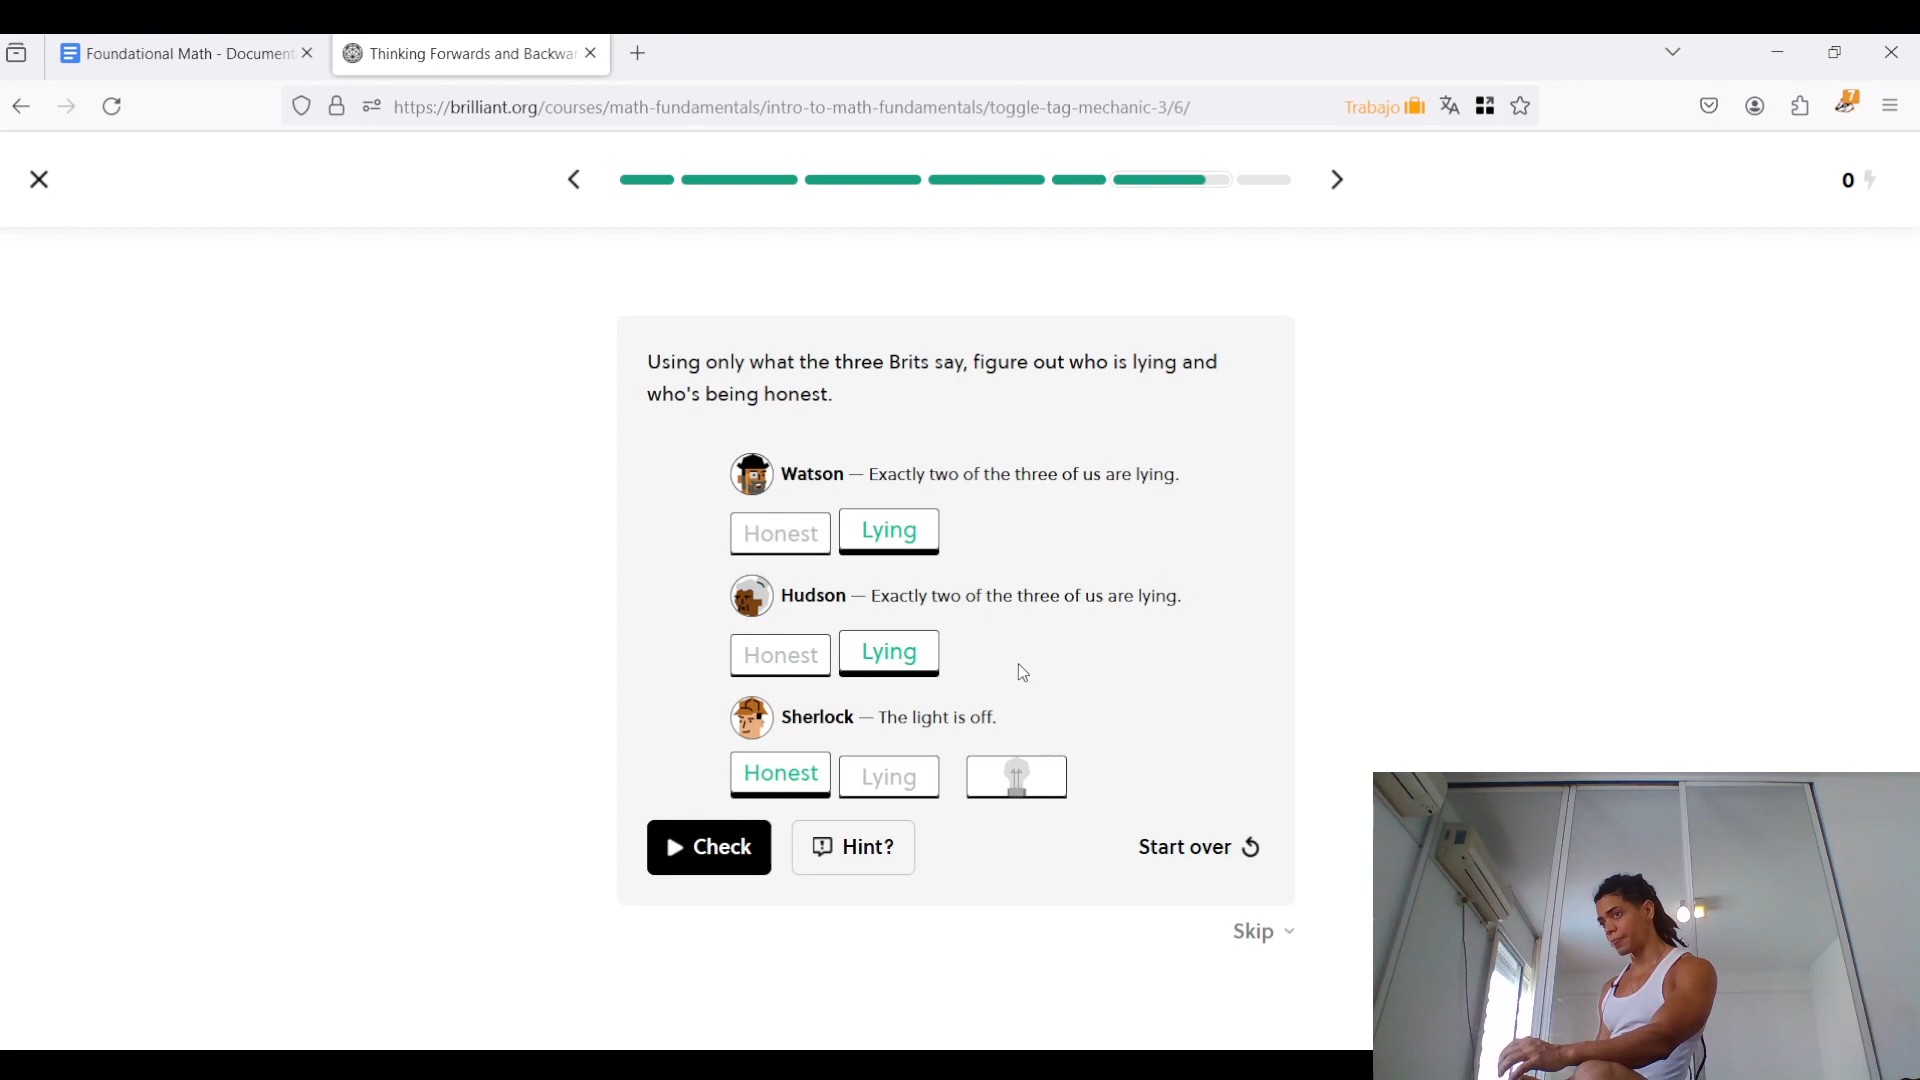 Foundational Math - Document
Thinking Forwards and Backwar
https://brilliant.org/courses/math-fundamentals/intro-to-math-fundamentals/toggle-tag-mechanic-3/6/
Trabajo
7
0
Using only what the three Brits say, figure out who is lying and
who's being honest.
Watson — Exactly two of the three of us are lying.
Honest Lying
Hudson — Exactly two of the three of us are lying.
Honest Lying
Sherlock — The light is off.
Honest Lying
Check Hint? Start over
Skip